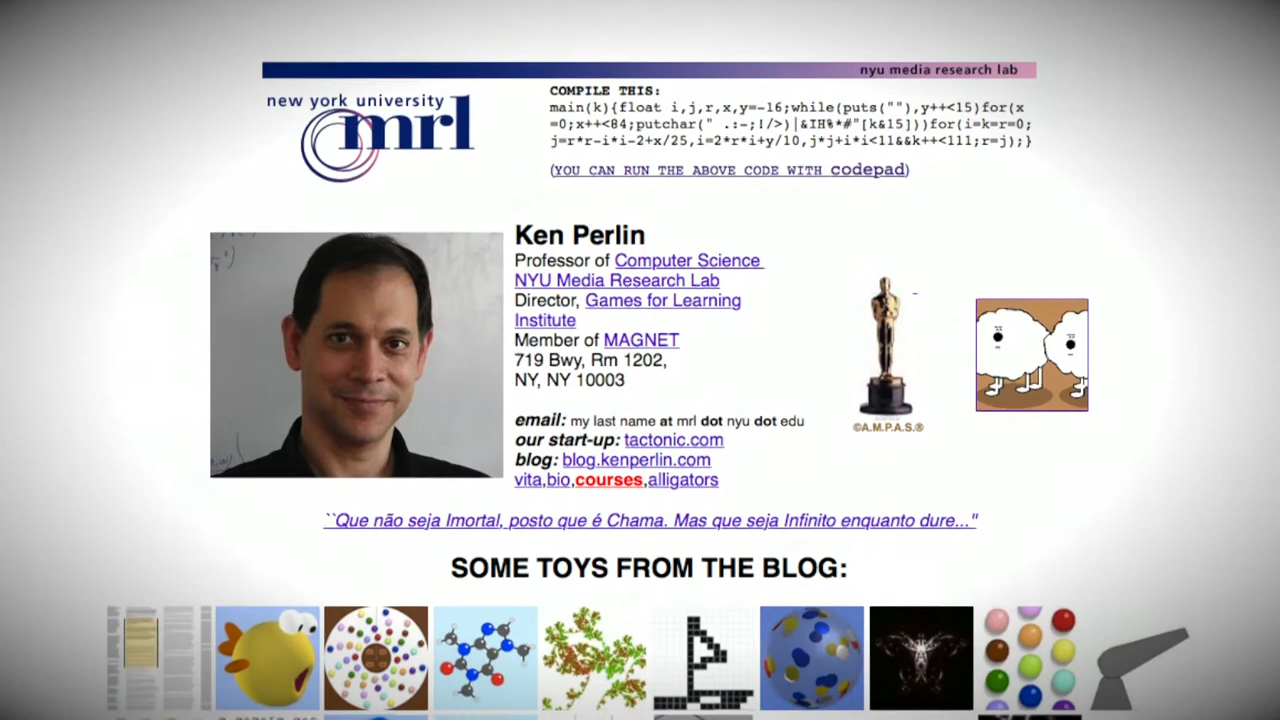 nyu media research lab
new york university
mrl
COMPILE THIS:
main(k){float i,j,r,x,y=-16;while(puts(""),y++<15)for(x
=0;x++<84;putchar(" .:-;!/>)|&IH%*#"[k&15]))for(i=k=r=0;
j=r*r-i*i-2+x/25,i=2*r*i+y/10,j*j+i*i<11&&k++<111;r=j);}
(YOU CAN RUN THE ABOVE CODE WITH codepad)
Ken Perlin
Professor of Computer Science
NYU Media Research Lab
Director, Games for Learning
Institute
Member of MAGNET
719 Bwy, Rm 1202,
NY, NY 10003
email: my last name at mrl dot nyu dot edu
our start-up: tactonic.com
blog: blog.kenperlin.com
vita,bio,courses,alligators
©A.M.P.A.S.®
``Que não seja Imortal, posto que é Chama. Mas que seja Infinito enquanto dure..."
SOME TOYS FROM THE BLOG: